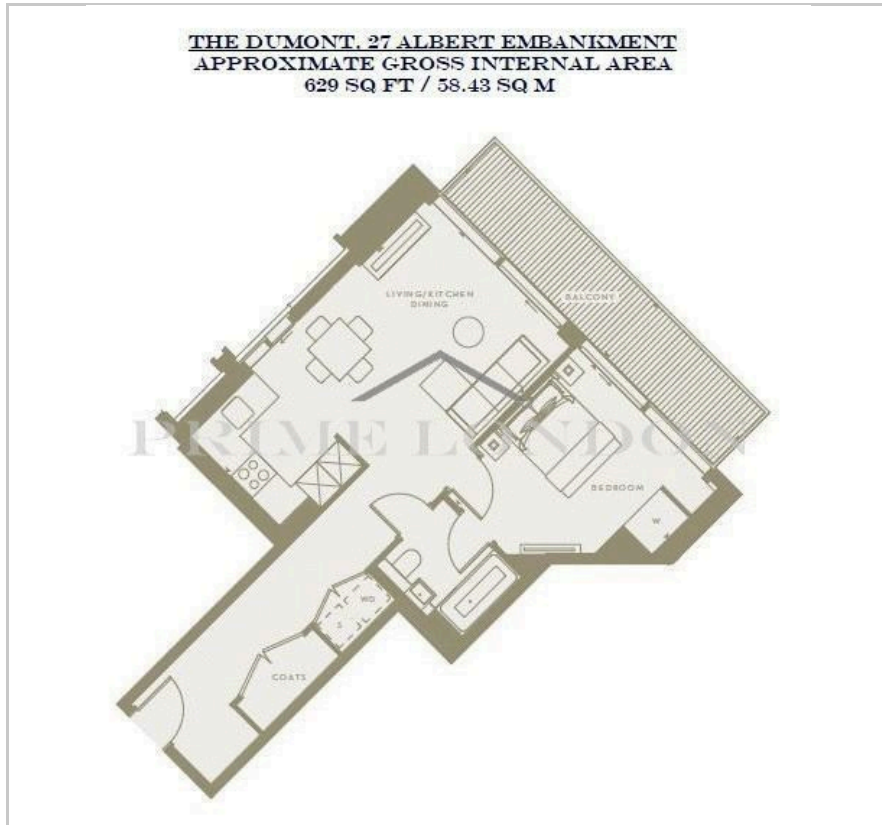 THE DUMONT, 27 ALBERT EMBANKMENT
APPROXIMATE GROSS INTERNAL AREA
629 SQ FT / 58.43 SQ M
LIVING/KITCHEN
DINING
BALCONY
PRIME LONDON
BEDROOM
W
WD
S
COATS